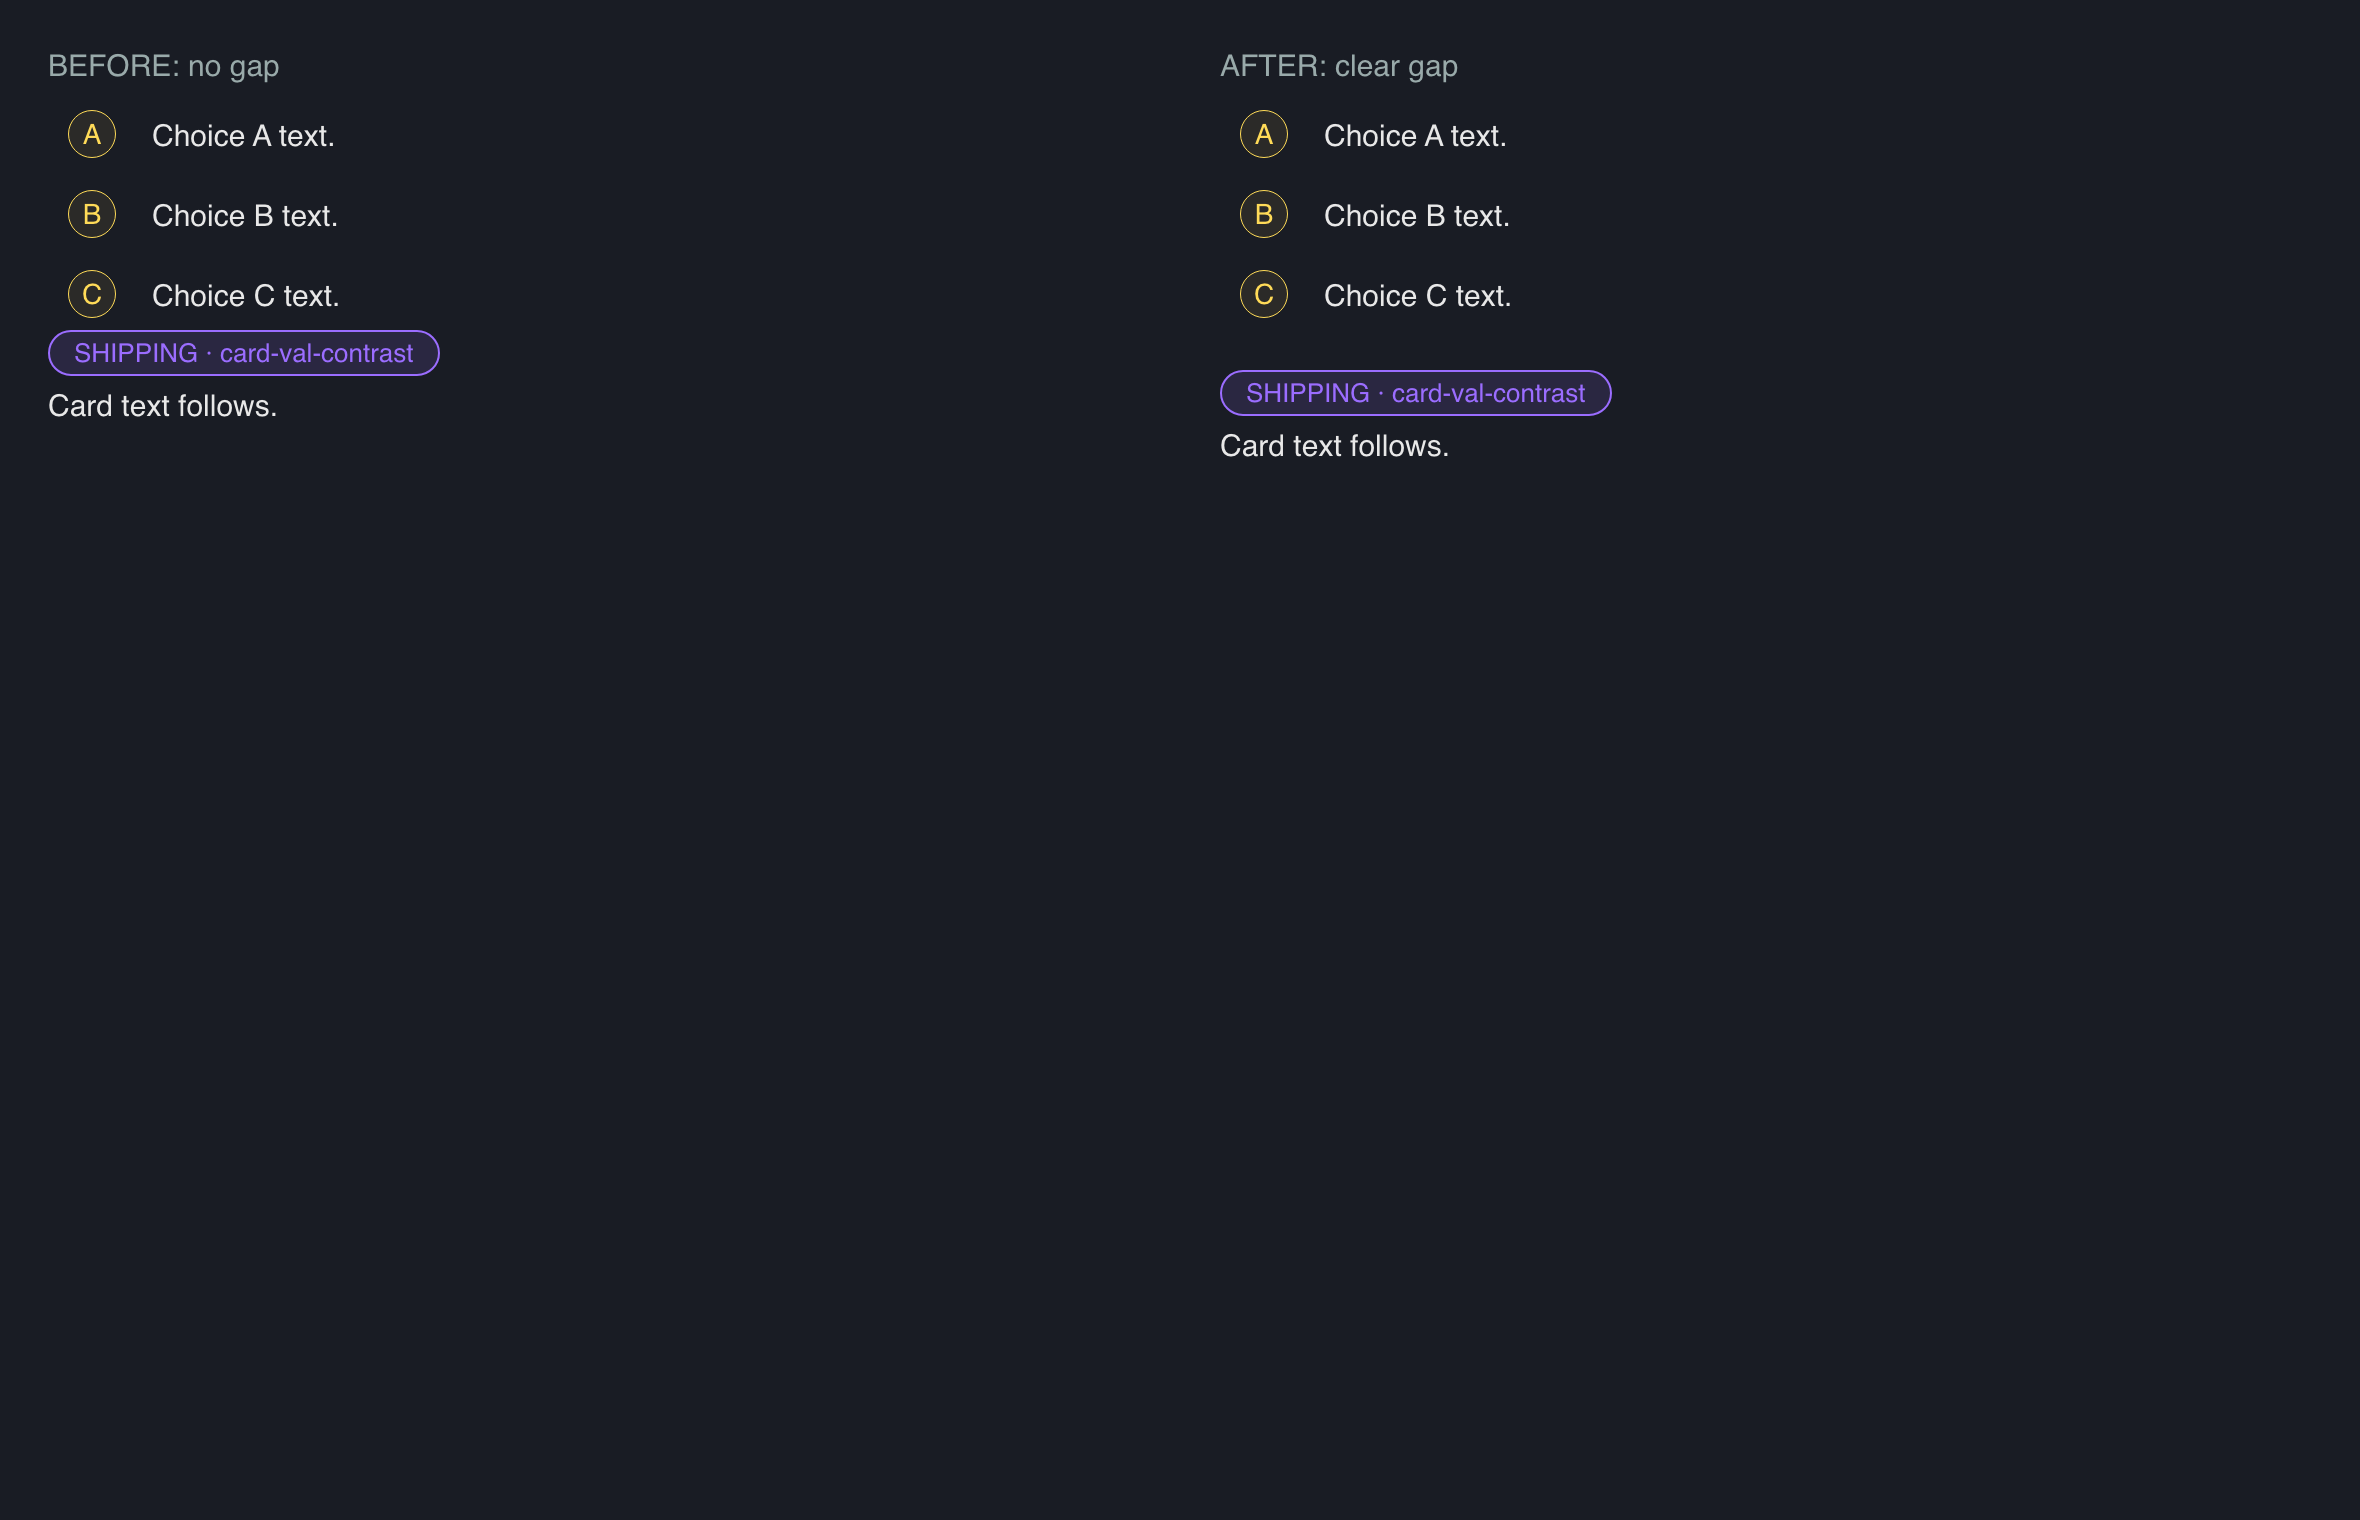 BEFORE: no gap
A Choice A text.
B Choice B text.
C Choice C text.
SHIPPING · card-val-contrast
Card text follows.
AFTER: clear gap
A Choice A text.
B Choice B text.
C Choice C text.
SHIPPING · card-val-contrast
Card text follows.